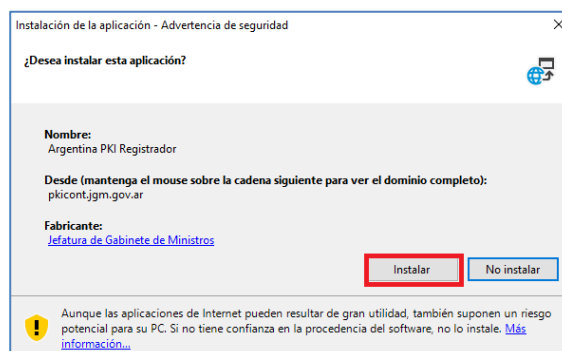 Instalación de la aplicación - Advertencia de seguridad
¿Desea instalar esta aplicación?
Nombre:
Argentina PKI Registrador
Desde (mantenga el mouse sobre la cadena siguiente para ver el dominio completo):
pkicont.jgm.gov.ar
Fabricante:
Jefatura de Gabinete de Ministros
Instalar
No instalar
Aunque las aplicaciones de Internet pueden resultar de gran utilidad, también suponen un riesgo
potencial para su PC. Si no tiene confianza en la procedencia del software, no lo instale. Más
información...